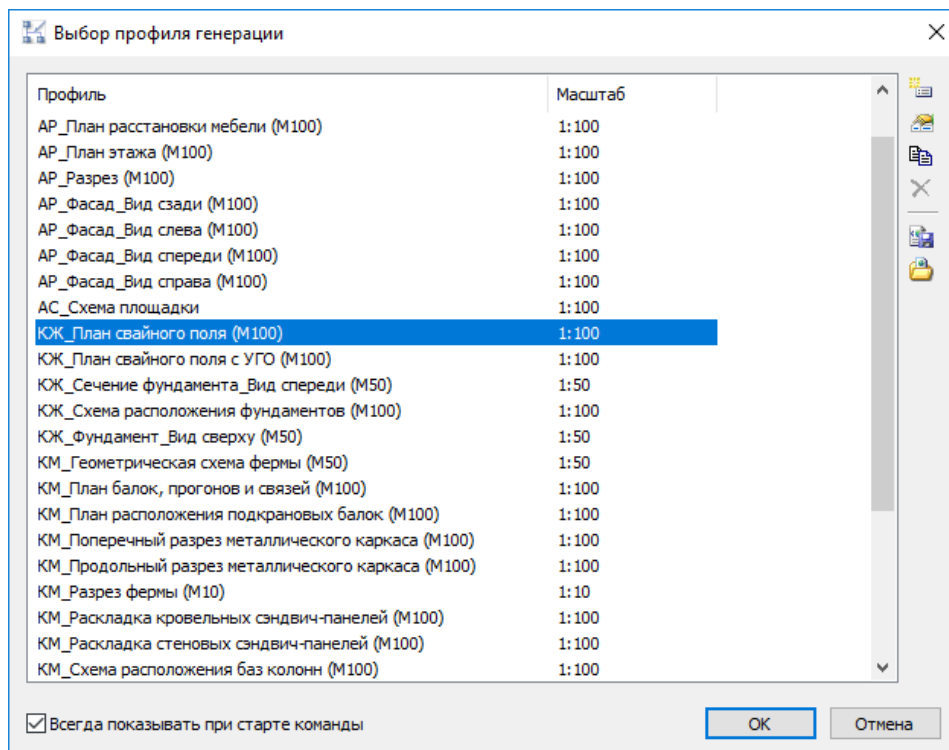 Выбор профиля генерации
Профиль Масштаб
АР_План расстановки мебели (М100) 1:100
АР_План этажа (М100) 1:100
АР_Разрез (М100) 1:100
АР_Фасад_Вид сзади (М100) 1:100
АР_Фасад_Вид слева (М100) 1:100
АР_Фасад_Вид спереди (М100) 1:100
АР_Фасад_Вид справа (М100) 1:100
АС_Схема площадки 1:100
КЖ_План свайного поля (М100) 1:100
КЖ_План свайного поля с УГО (М100) 1:100
КЖ_Сечение фундамента_Вид спереди (М50) 1:50
КЖ_Схема расположения фундаментов (М100) 1:100
КЖ_Фундамент_Вид сверху (М50) 1:50
КМ_Геометрическая схема фермы (М50) 1:50
КМ_План балок, прогонов и связей (М100) 1:100
КМ_План расположения подкрановых балок (М100) 1:100
КМ_Поперечный разрез металлического каркаса (М100) 1:100
КМ_Продольный разрез металлического каркаса (М100) 1:100
КМ_Разрез фермы (М10) 1:10
КМ_Раскладка кровельных сэндвич-панелей (М100) 1:100
КМ_Раскладка стеновых сэндвич-панелей (М100) 1:100
КМ_Схема расположения баз колонн (М100) 1:100
Всегда показывать при старте команды OK Отмена